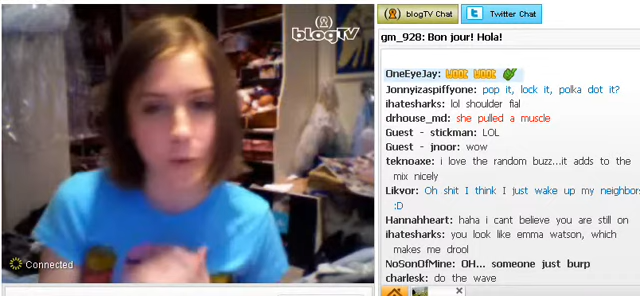 blogTV
Connected
blogTV Chat
Twitter Chat
gm_928: Bon jour! Hola!
OneEyeJay: WOOT WOOT
Jonnyizaspiffyone: pop it, lock it, polka dot it?
ihatesharks: lol shoulder fial
drhouse_md: she pulled a muscle
Guest - stickman: LOL
Guest - jnoor: wow
teknoaxe: i love the random buzz...it adds to the
mix nicely
Likvor: Oh shit I think I just wake up my neighbors
:D
Hannahheart: haha i cant believe you are still on
ihatesharks: you look like emma watson, which
makes me drool
NoSonOfMine: OH... someone just burp
charlesk: do the wave